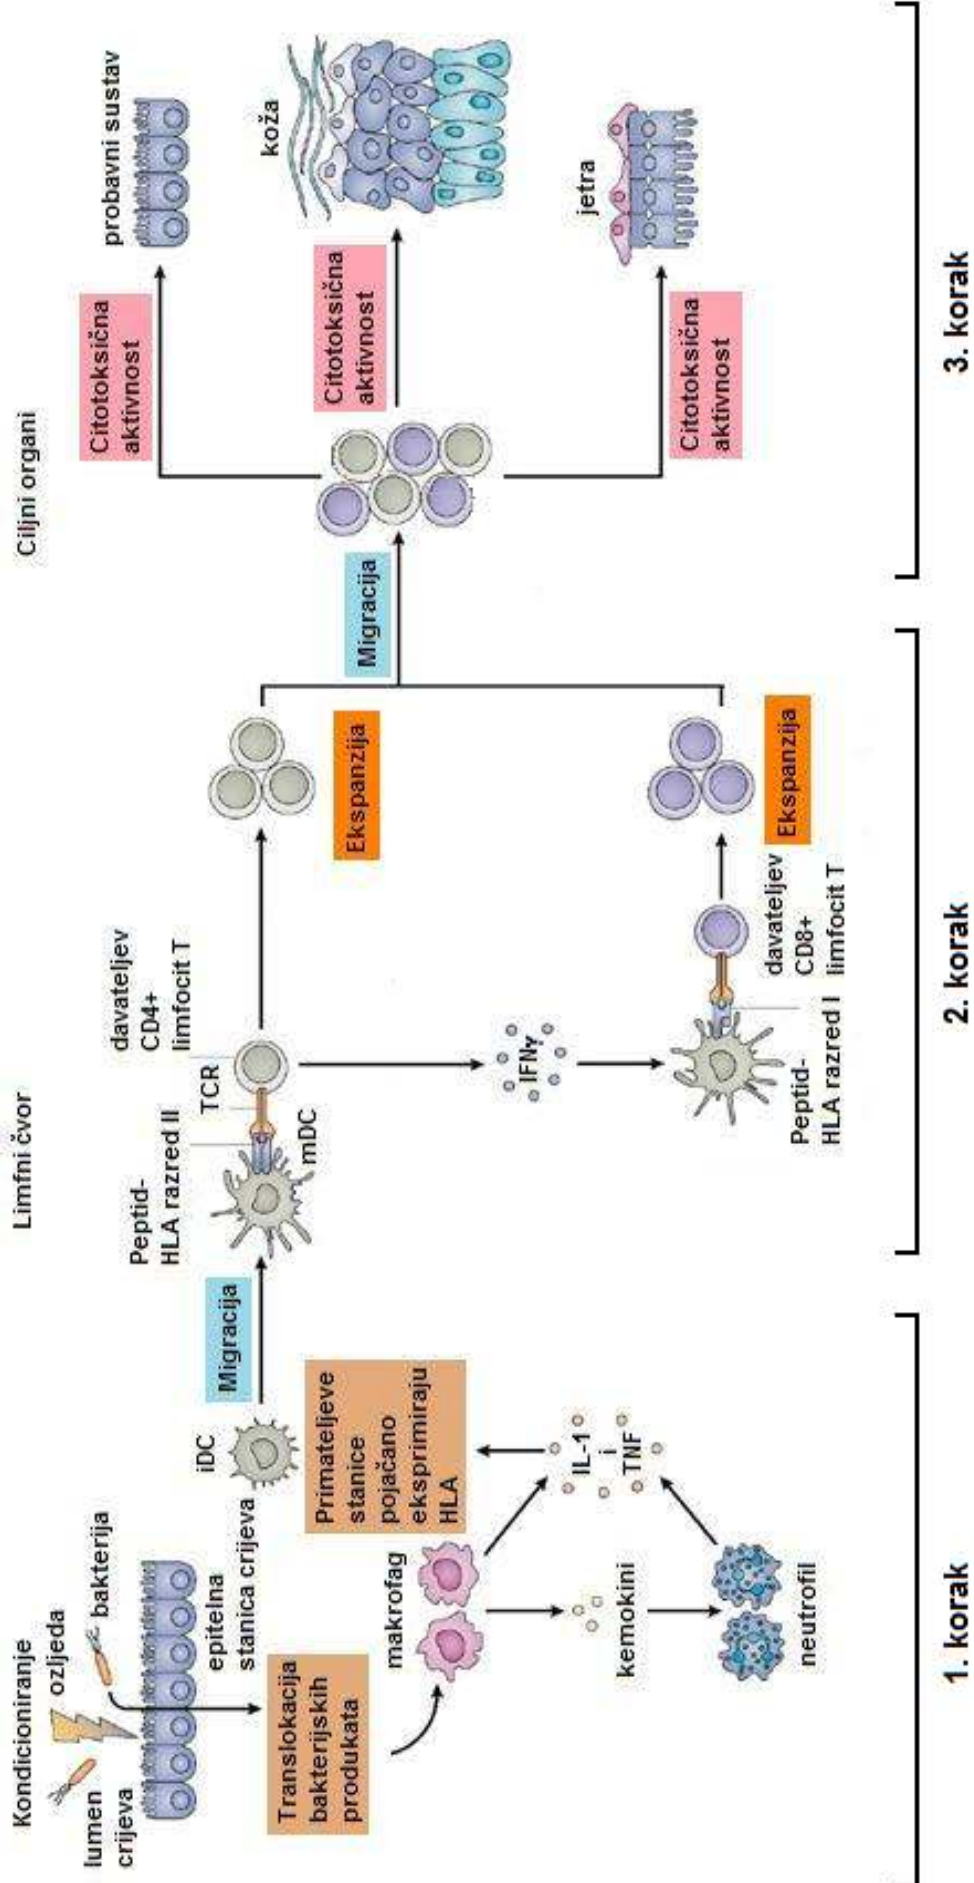 Kondicioniranje
ozljeda
bakterija
lumen
crijeva
epitelna
stanica crijeva
Translokacija
bakterijskih
produkata
makrofag
kemokini
neutrofil
IL-1
i
TNF
Primateljeve
stanice
pojačano
eksprimiraju
HLA
iDC
Migracija
1. korak
Limfni čvor
Peptid-
HLA razred II
TCR
mDC
davateljev
CD4+
limfocit T
IFNγ
Peptid-
HLA razred I
davateljev
CD8+
limfocit T
Ekspanzija
Ekspanzija
2. korak
Migracija
Ciljni organi
Citotoksična
aktivnost
probavni sustav
Citotoksična
aktivnost
koža
Citotoksična
aktivnost
jetra
3. korak